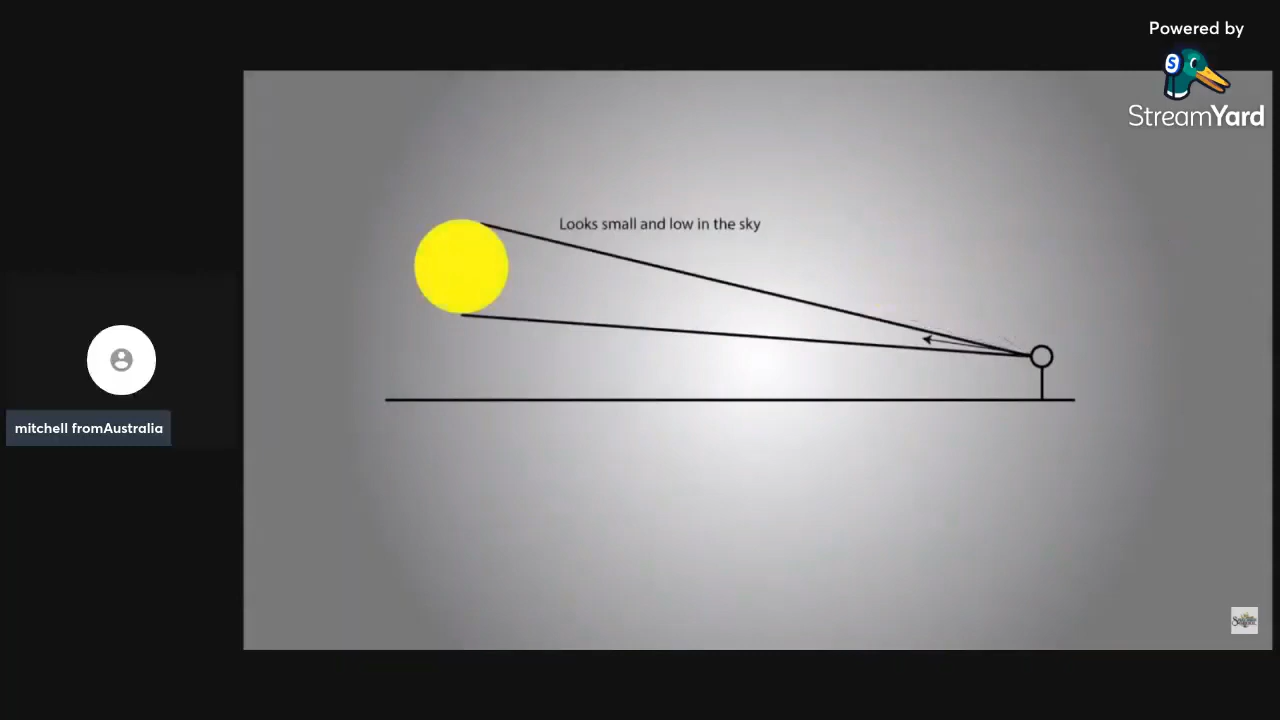 Powered by
StreamYard
Looks small and low in the sky
mitchell fromAustralia